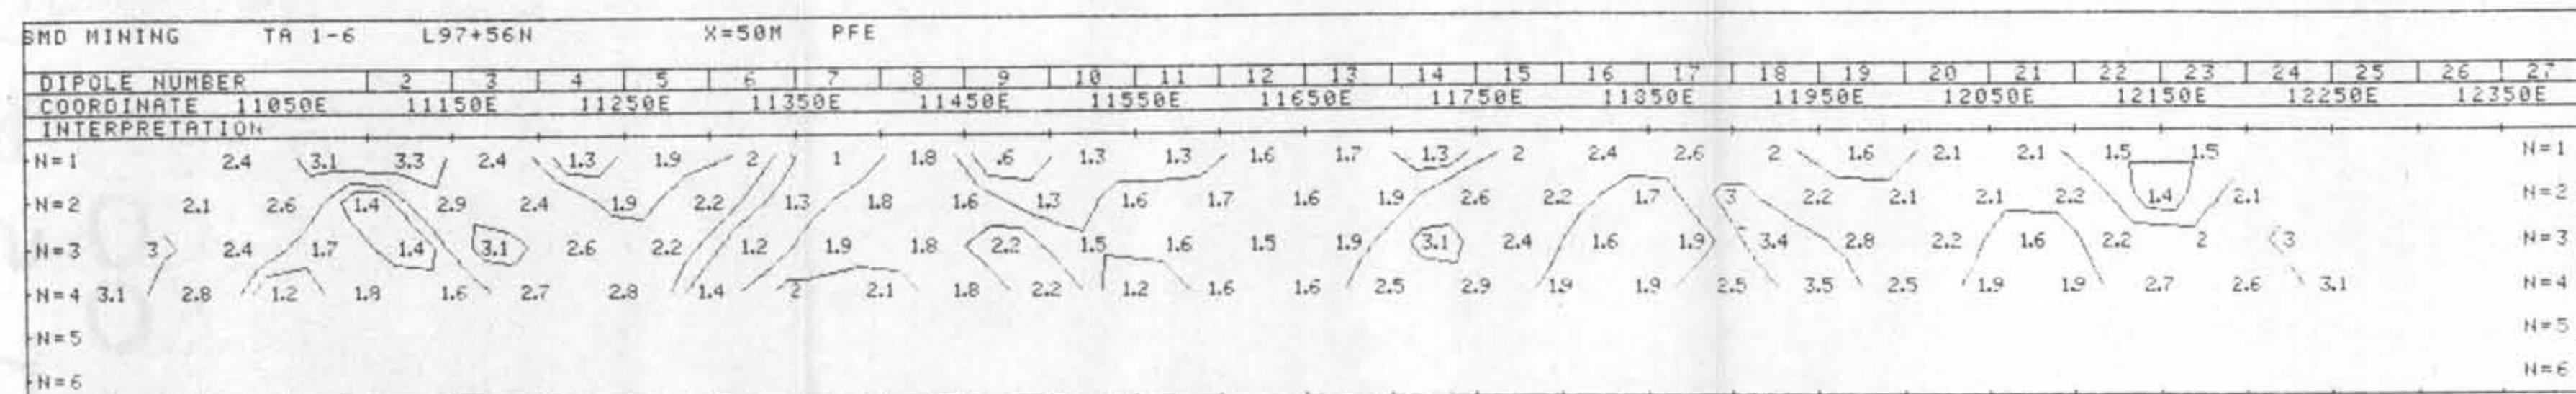 SMD MINING TA 1-6 L97+56N X=50M PFE
DIPOLE NUMBER 2 3 4 5 6 7 8 9 10 11 12 13 14 15 16 17 18 19 20 21 22 23 24 25 26 27
COORDINATE 11050E 11150E 11250E 11350E 11450E 11550E 11650E 11750E 11850E 11950E 12050E 12150E 12250E 12350E
INTERPRETATION
N=1 2.4 3.1 3.3 2.4 1.3 1.9 2 1 1.8 .6 1.3 1.3 1.6 1.7 1.3 2 2.4 2.6 2 1.6 2.1 2.1 1.5 1.5 N=1
N=2 2.1 2.6 1.4 2.9 2.4 1.9 2.2 1.3 1.8 1.6 1.3 1.6 1.7 1.6 1.9 2.6 2.2 1.7 3 2.2 2.1 2.1 2.2 1.4 2.1 N=2
N=3 3 2.4 1.7 1.4 3.1 2.6 2.2 1.2 1.9 1.8 2.2 1.5 1.6 1.5 1.9 3.1 2.4 1.6 1.9 3.4 2.8 2.2 1.6 2.2 2 3 N=3
N=4 3.1 2.8 1.2 1.8 1.6 2.7 2.8 1.4 2 2.1 1.8 2.2 1.2 1.6 1.6 2.5 2.9 1.9 1.9 2.5 3.5 2.5 1.9 1.9 2.7 2.6 3.1 N=4
N=5 N=5
N=6 N=6